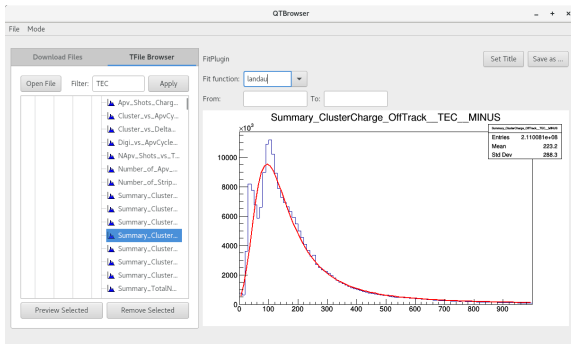 QTBrowser
File Mode
Download Files TFile Browser
Open File Filter: TEC Apply
Apv_Shots_Charg...
Cluster_vs_ApvCy...
Cluster_vs_Delta...
Digi_vs_ApvCycle...
NApv_Shots_vs_T...
Number_of_Apv_...
Number_of_Strip...
Summary_Cluster...
Summary_Cluster...
Summary_Cluster...
Summary_Cluster...
Summary_Cluster...
Summary_Cluster...
Summary_Cluster...
Summary_TotalN...
Preview Selected Remove Selected
FitPlugin
Set Title Save as ...
Fit function: landau
From: To:
Summary_ClusterCharge_OffTrack__TEC__MINUS
×10³
Summary_ClusterCharge_OffTrack__TEC__MINUS
Entries 2.110081e+08
Mean 223.2
Std Dev 288.3
10000
8000
6000
4000
2000
0
0 100 200 300 400 500 600 700 800 900